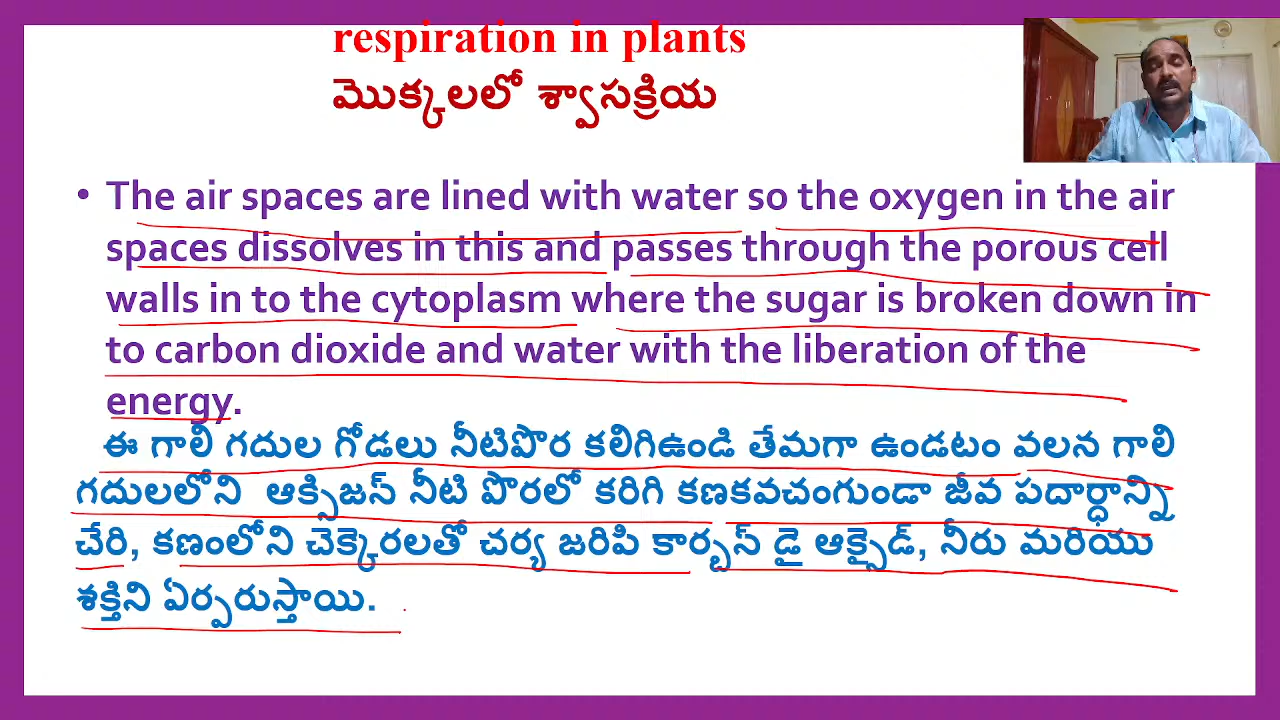 respiration in plants
మొక్కలలో శ్వాసక్రియ
• The air spaces are lined with water so the oxygen in the air
spaces dissolves in this and passes through the porous cell
walls in to the cytoplasm where the sugar is broken down in
to carbon dioxide and water with the liberation of the
energy.
ఈ గాలి గదుల గోడలు నీటిపొర కలిగిఉండి తేమగా ఉండటం వలన గాలి
గదులలోని ఆక్సిజన్ నీటి పొరలో కరిగి కణకవచంగుండా జీవ పదార్ధాన్ని
చేరి, కణంలోని చెక్కెరలతో చర్య జరిపి కార్బస్ డై ఆక్సైడ్, నీరు మరియు
శక్తిని ఏర్పరుస్తాయి.